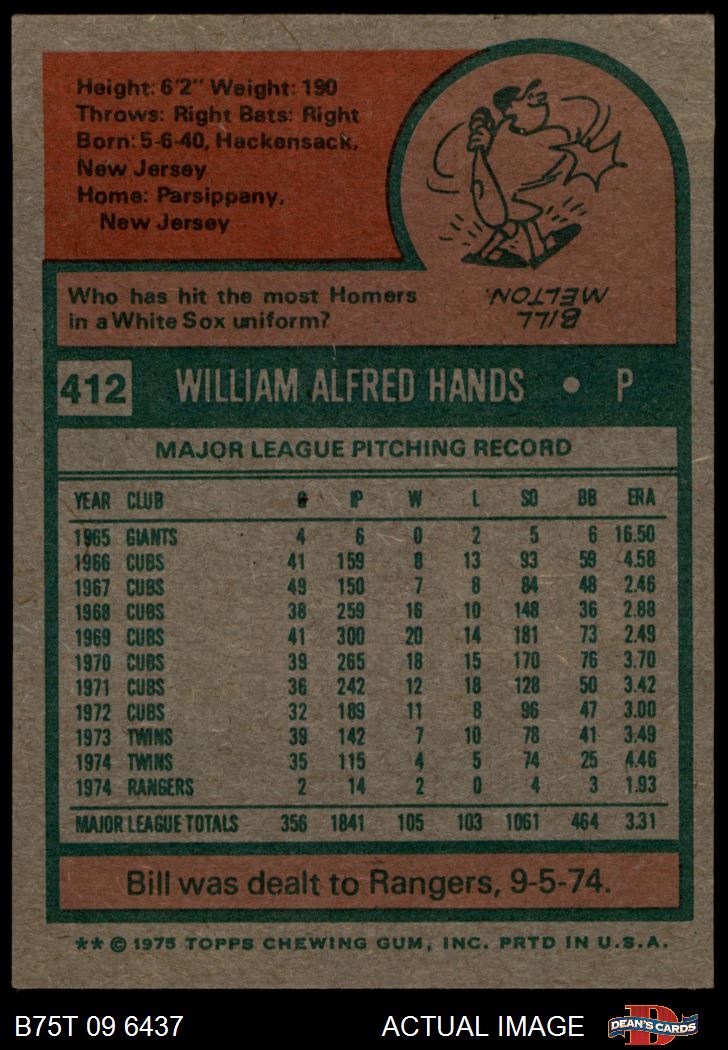 Height: 6'2" Weight: 190
Throws: Right Bats: Right
Born: 5-6-40, Hackensack,
New Jersey
Home: Parsippany,
New Jersey
Who has hit the most Homers
in a White Sox uniform?
BILL
MELTON.
412 WILLIAM ALFRED HANDS • P
MAJOR LEAGUE PITCHING RECORD
YEAR CLUB G IP W L SO BB ERA
1965 GIANTS 4 6 0 2 5 6 16.50
1966 CUBS 41 159 8 13 93 59 4.58
1967 CUBS 49 150 7 8 84 48 2.46
1968 CUBS 38 259 16 10 148 36 2.88
1969 CUBS 41 300 20 14 181 73 2.49
1970 CUBS 39 265 18 15 170 76 3.70
1971 CUBS 36 242 12 18 128 50 3.42
1972 CUBS 32 189 11 8 96 47 3.00
1973 TWINS 39 142 7 10 78 41 3.49
1974 TWINS 35 115 4 5 74 25 4.46
1974 RANGERS 2 14 2 0 4 3 1.93
MAJOR LEAGUE TOTALS 356 1841 105 103 1061 464 3.31
Bill was dealt to Rangers, 9-5-74.
** © 1975 TOPPS CHEWING GUM, INC. PRTD IN U.S.A.
B75T 09 6437 ACTUAL IMAGE DEAN'S CARDS